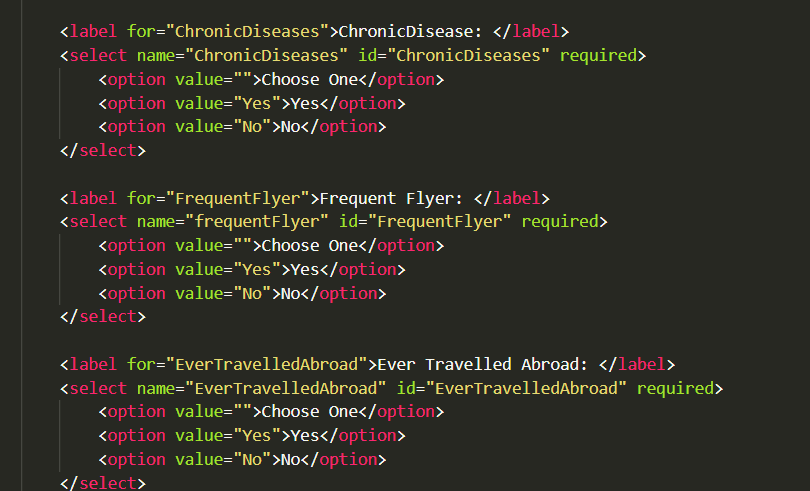 <label for="ChronicDiseases">ChronicDisease: </label>
<select name="ChronicDiseases" id="ChronicDiseases" required>
    <option value="">Choose One</option>
    <option value="Yes">Yes</option>
    <option value="No">No</option>
</select>

<label for="FrequentFlyer">Frequent Flyer: </label>
<select name="frequentFlyer" id="FrequentFlyer" required>
    <option value="">Choose One</option>
    <option value="Yes">Yes</option>
    <option value="No">No</option>
</select>

<label for="EverTravelledAbroad">Ever Travelled Abroad: </label>
<select name="EverTravelledAbroad" id="EverTravelledAbroad" required>
    <option value="">Choose One</option>
    <option value="Yes">Yes</option>
    <option value="No">No</option>
</select>